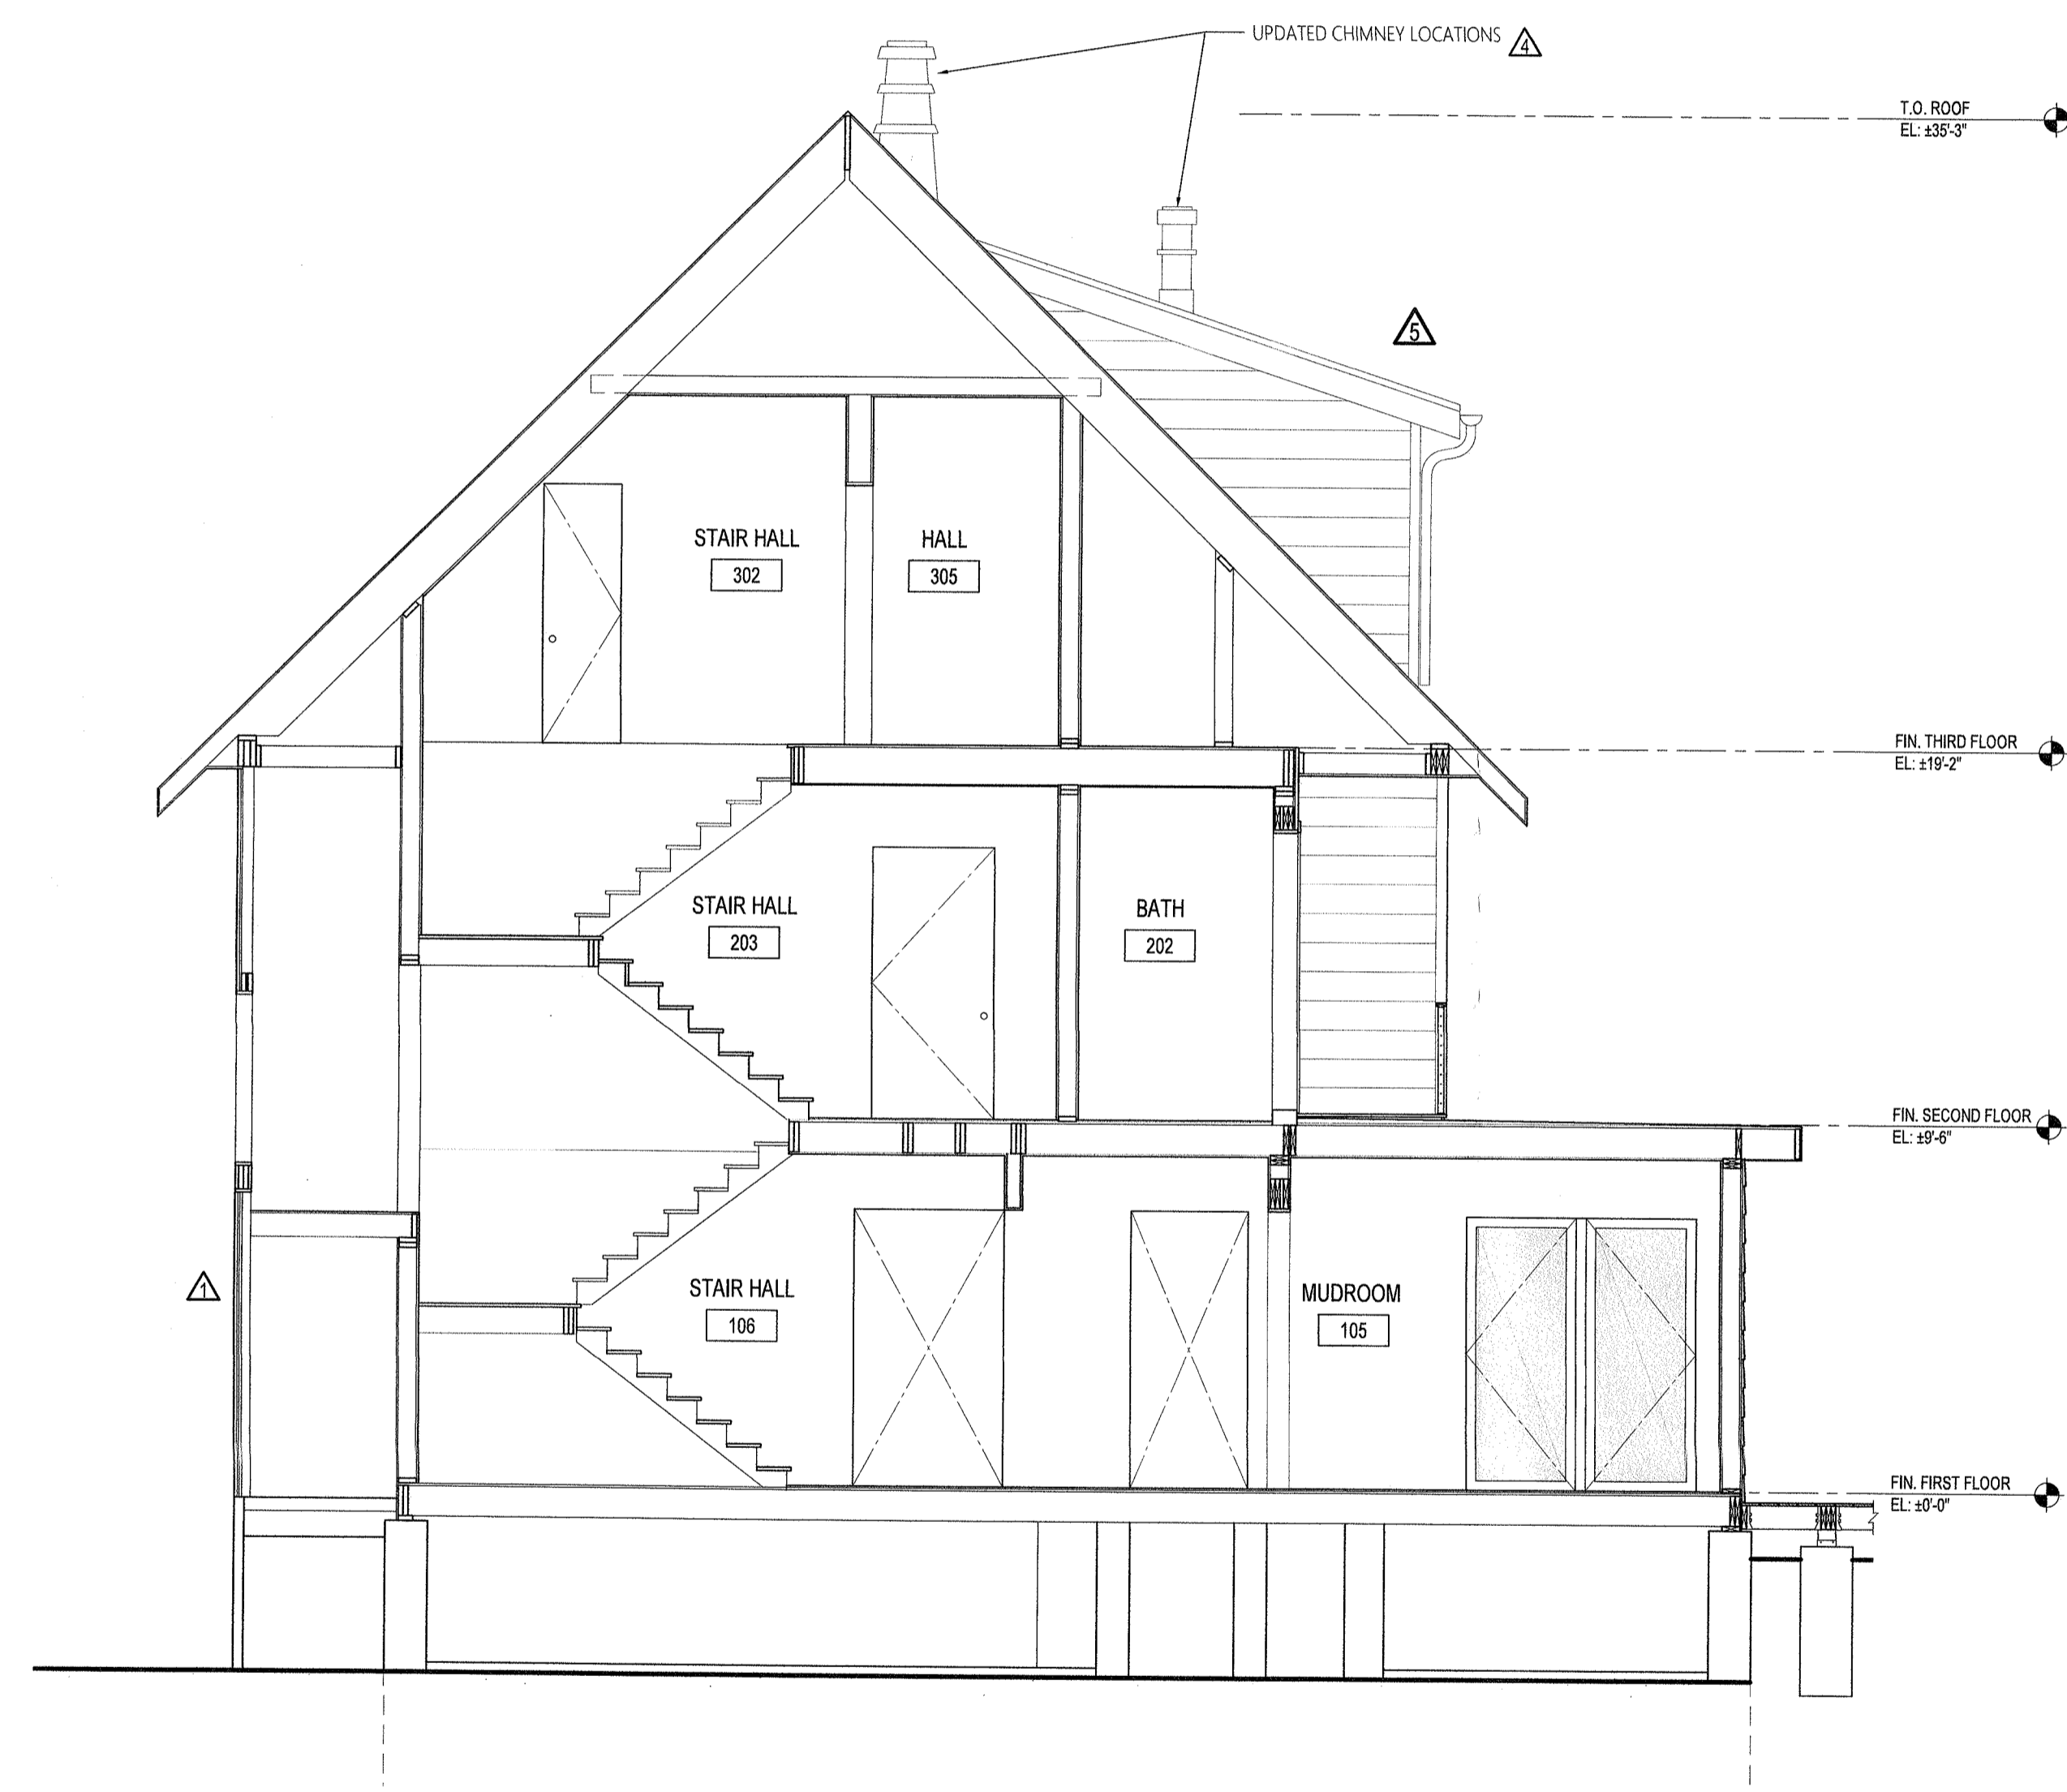 UPDATED CHIMNEY LOCATIONS 4
T.O. ROOF
EL: ±35'-3"
5
STAIR HALL
302
HALL
305
FIN. THIRD FLOOR
EL: ±19'-2"
STAIR HALL
203
BATH
202
FIN. SECOND FLOOR
EL: ±9'-6"
1
STAIR HALL
106
MUDROOM
105
FIN. FIRST FLOOR
EL: ±0'-0"